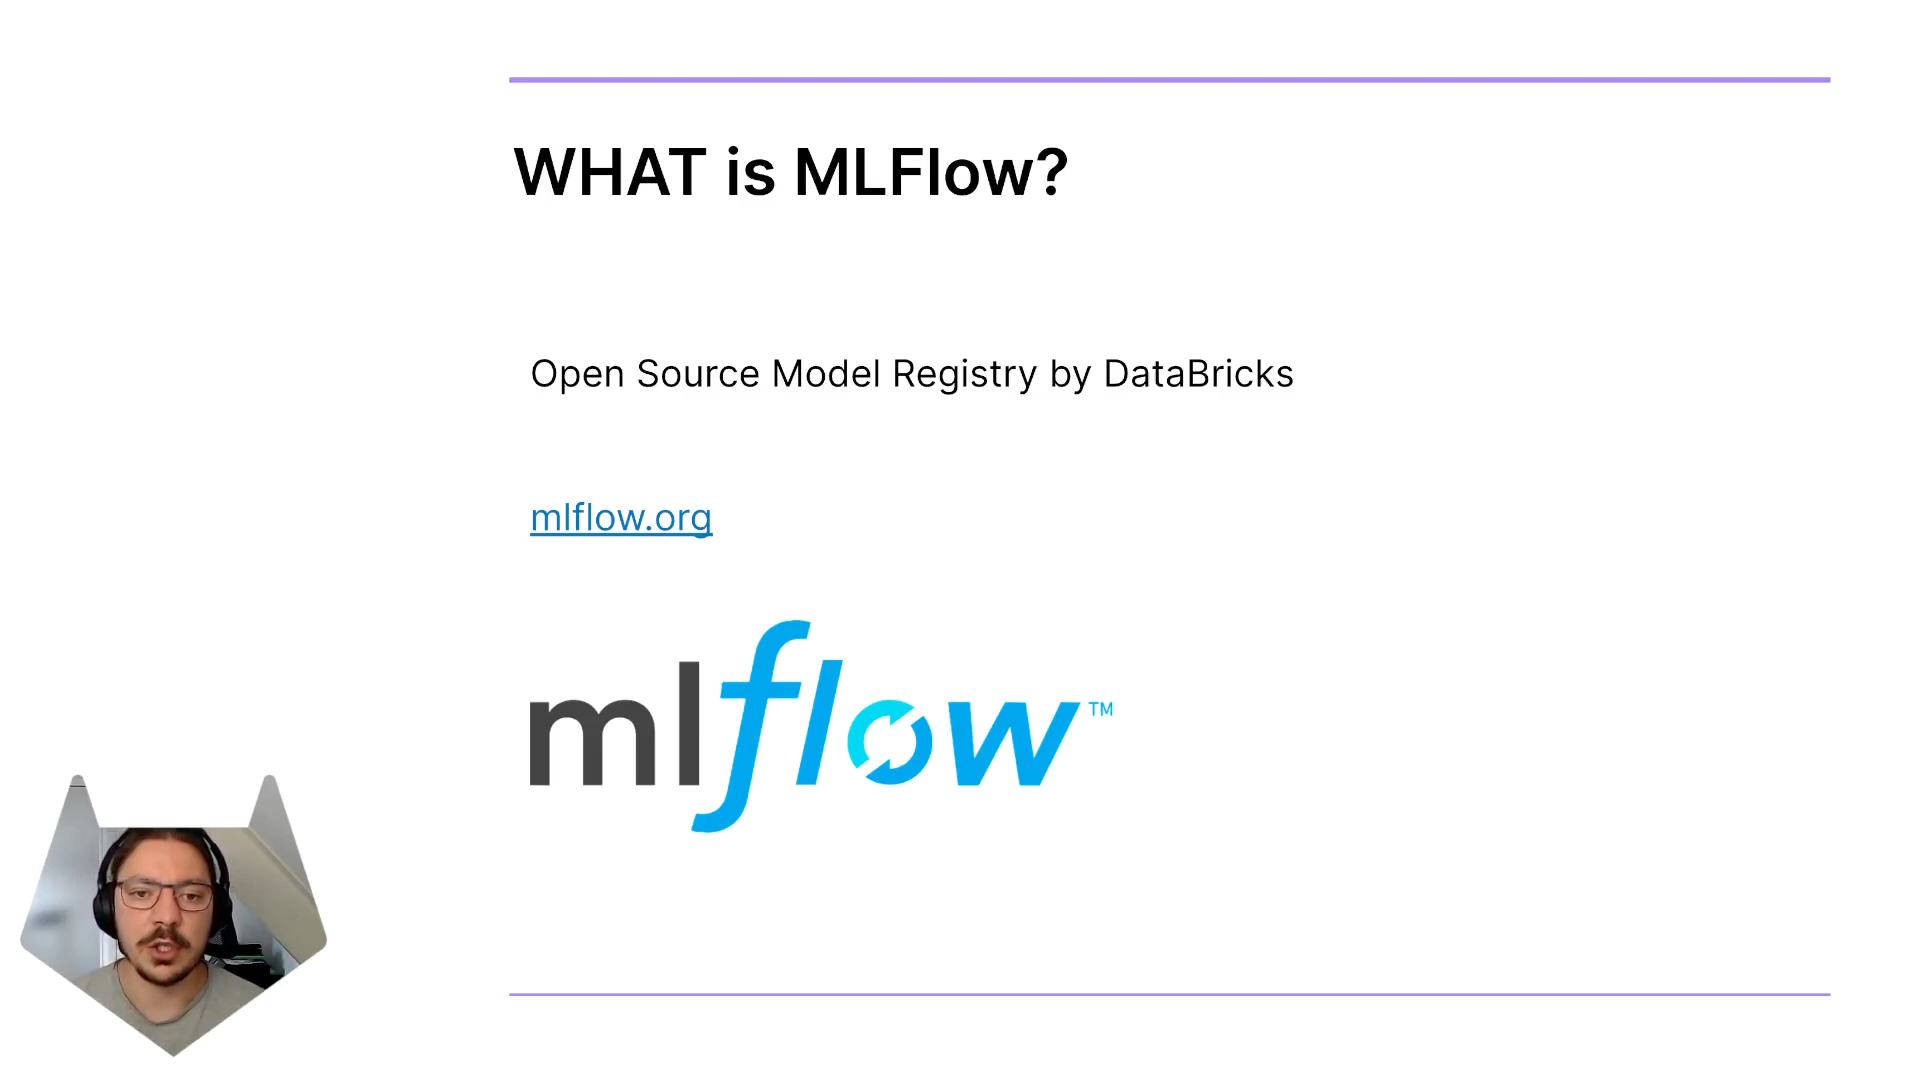 WHAT is MLFlow?
Open Source Model Registry by DataBricks
mlflow.org
mlflow™